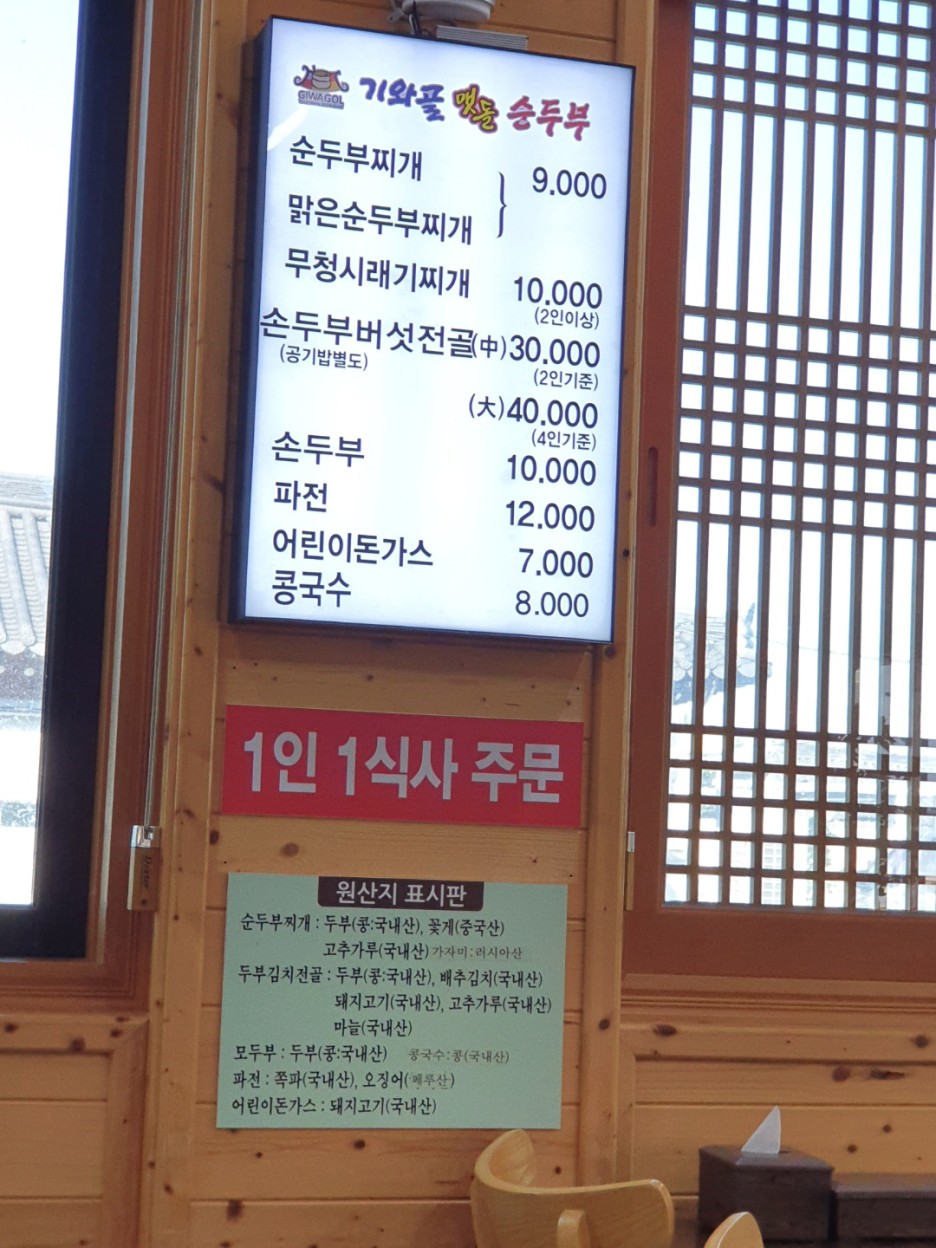 GIWAGOL
기와골 맷돌 순두부
순두부찌개
9.000
맑은순두부찌개
무청시래기찌개 10.000
(2인이상)
손두부버섯전골(中) 30.000
(공기밥별도) (2인기준)
(大) 40.000
(4인기준)
손두부 10.000
파전 12.000
어린이돈가스 7.000
콩국수 8.000
1인 1식사 주문
원산지 표시판
순두부찌개 : 두부(콩:국내산), 꽃게(중국산)
고추가루(국내산) 가자미:러시아산
두부김치전골 : 두부(콩:국내산), 배추김치(국내산)
돼지고기(국내산), 고추가루(국내산)
마늘(국내산)
모두부 : 두부(콩:국내산) 콩국수:콩(국내산)
파전 : 쪽파(국내산), 오징어(페루산)
어린이돈가스 : 돼지고기(국내산)